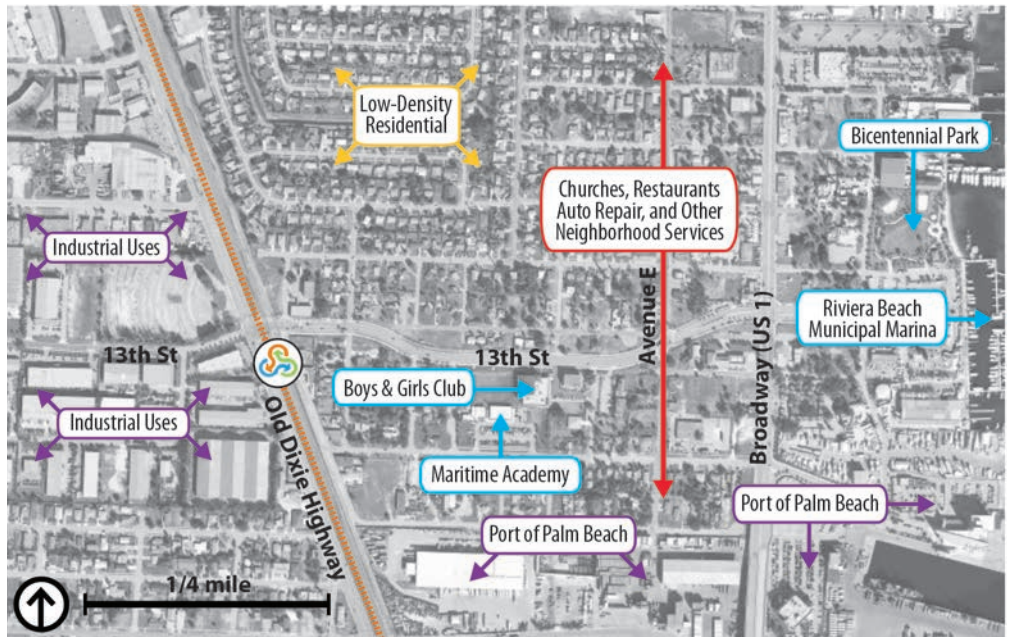 Low-Density
Residential
Bicentennial Park
Churches, Restaurants
Auto Repair, and Other
Neighborhood Services
Industrial Uses
Avenue E
Broadway (US 1)
Riviera Beach
Municipal Marina
13th St
13th St
Boys & Girls Club
Industrial Uses
Old Dixie Highway
Maritime Academy
Port of Palm Beach
Port of Palm Beach
1/4 mile